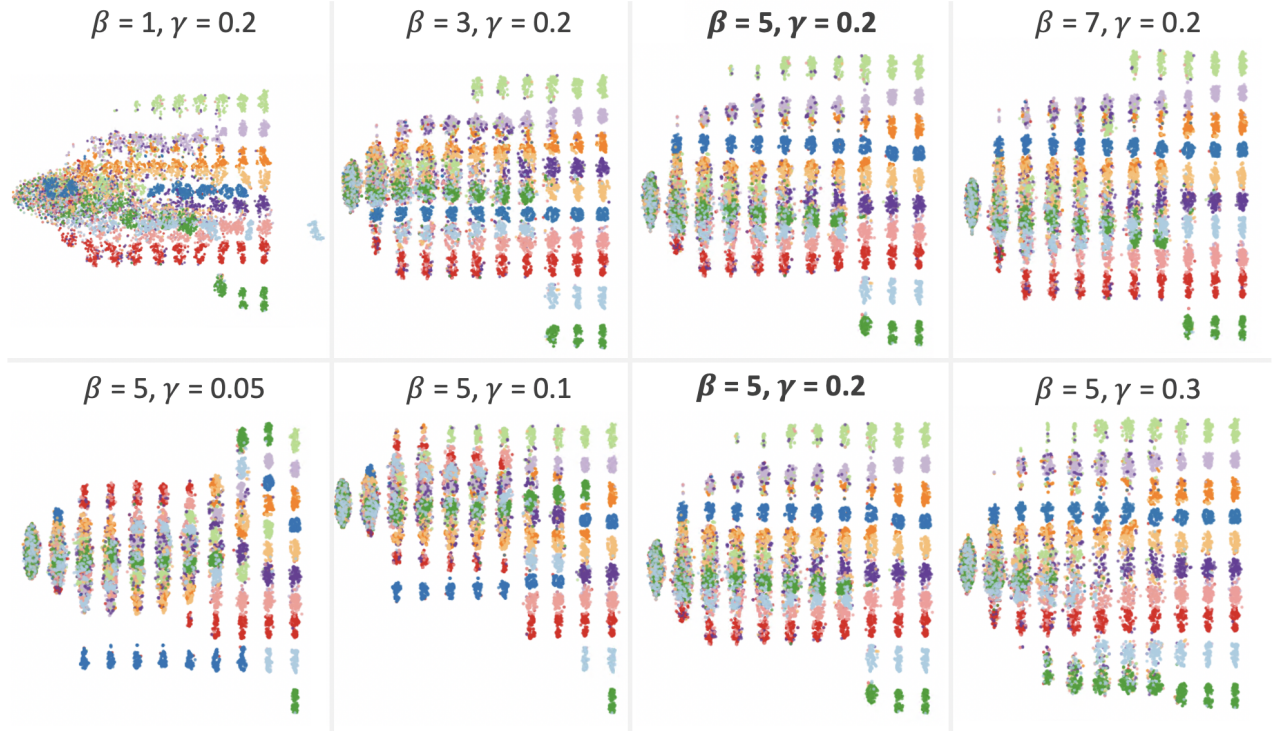 β = 1, γ = 0.2
β = 3, γ = 0.2
β = 5, γ = 0.2
β = 7, γ = 0.2
β = 5, γ = 0.05
β = 5, γ = 0.1
β = 5, γ = 0.2
β = 5, γ = 0.3